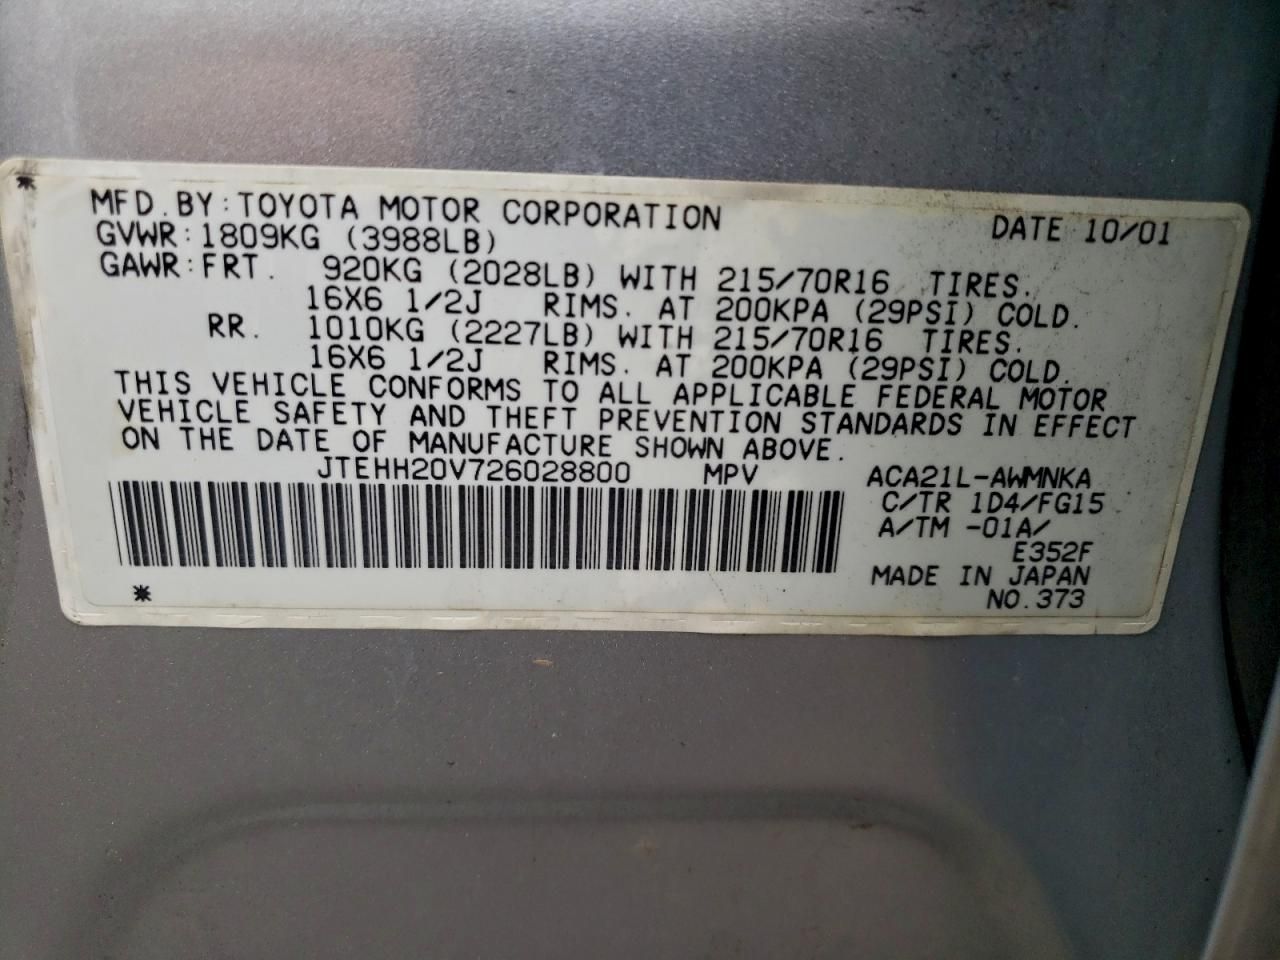 MFD.BY:TOYOTA MOTOR CORPORATION DATE 10/01
GVWR:1809KG (3988LB)
GAWR:FRT. 920KG (2028LB) WITH 215/70R16 TIRES.
16X6 1/2J RIMS. AT 200KPA (29PSI) COLD.
RR. 1010KG (2227LB) WITH 215/70R16 TIRES.
16X6 1/2J RIMS. AT 200KPA (29PSI) COLD.
THIS VEHICLE CONFORMS TO ALL APPLICABLE FEDERAL MOTOR
VEHICLE SAFETY AND THEFT PREVENTION STANDARDS IN EFFECT
ON THE DATE OF MANUFACTURE SHOWN ABOVE.
JTEHH20V726028800 MPV ACA21L-AWMNKA
C/TR 1D4/FG15
A/TM -01A/
E352F
MADE IN JAPAN
NO.373